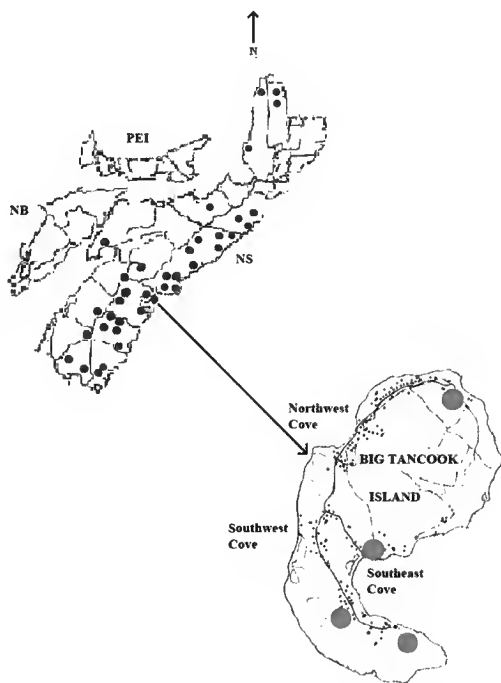 N
PEI
NB
NS
Northwest
Cove
BIG TANCOOK
ISLAND
Southwest
Cove
Southeast
Cove